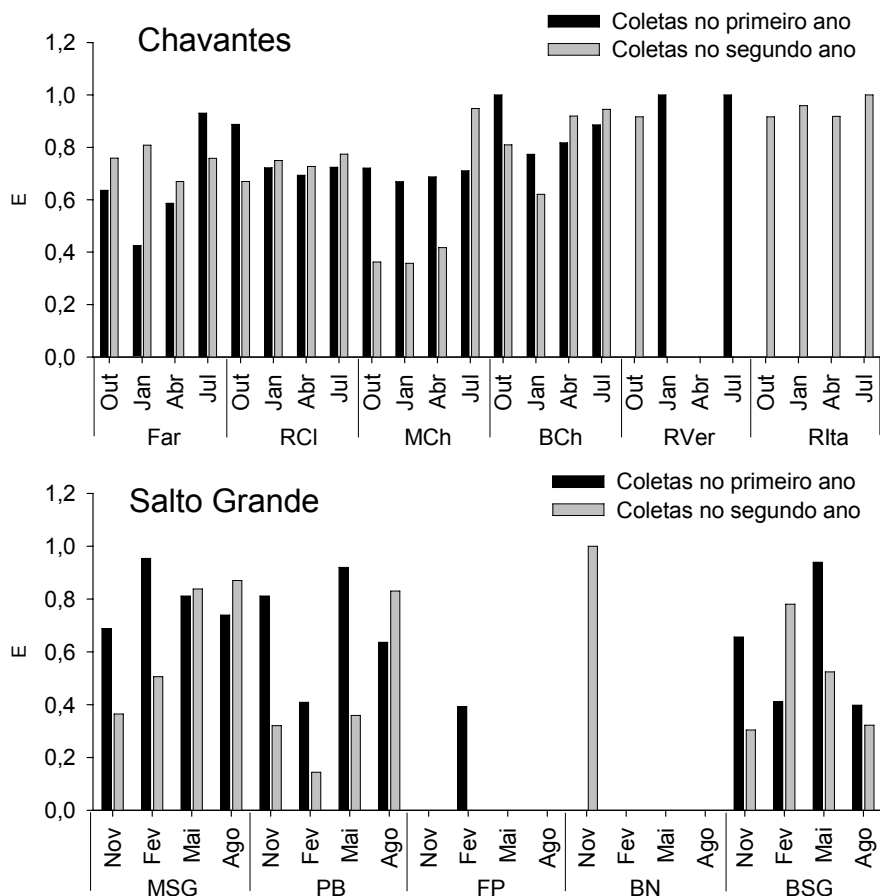 Chavantes
Coletas no primeiro ano
Coletas no segundo ano
1,2
1,0
0,8
0,6
0,4
0,2
0,0
E
Out Jan Abr Jul Out Jan Abr Jul Out Jan Abr Jul Out Jan Abr Jul Out Jan Abr Jul Out Jan Abr Jul
Far RCl MCh BCh RVer RIta
Salto Grande
Coletas no primeiro ano
Coletas no segundo ano
1,2
1,0
0,8
0,6
0,4
0,2
0,0
E
Nov Fev Mai Ago Nov Fev Mai Ago Nov Fev Mai Ago Nov Fev Mai Ago Nov Fev Mai Ago
MSG PB FP BN BSG